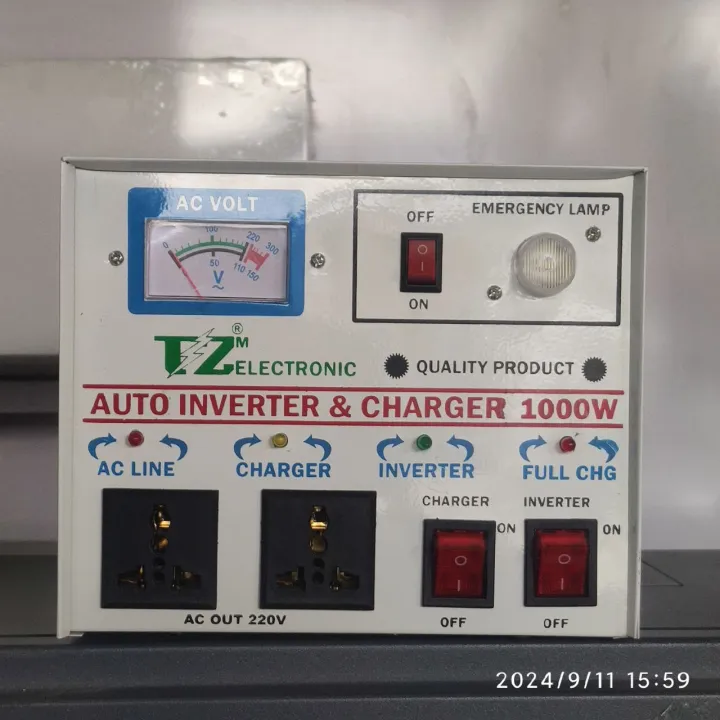 AC VOLT
0 100 220 300
50 110 150
V
~
EMERGENCY LAMP
OFF
ON
TZ ® M
ELECTRONIC
QUALITY PRODUCT
AUTO INVERTER & CHARGER 1000W
AC LINE CHARGER INVERTER FULL CHG
CHARGER INVERTER
ON ON
OFF OFF
AC OUT 220V
2024/9/11 15:59